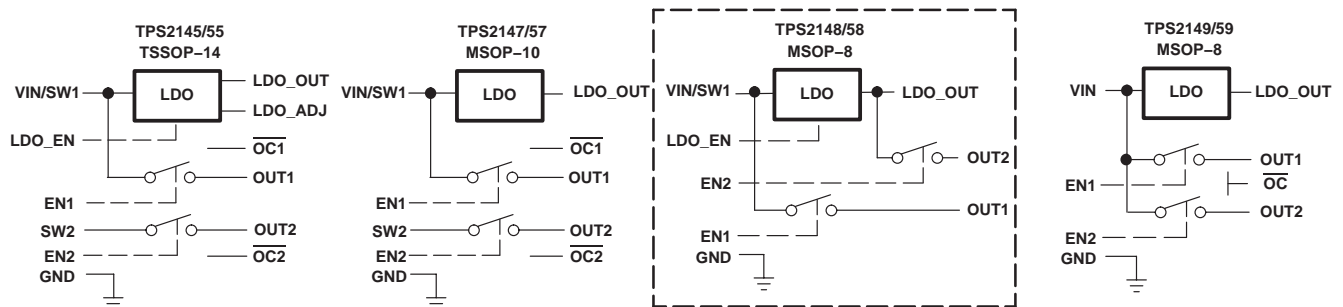 TPS2145/55
TSSOP–14
VIN/SW1
LDO
LDO_OUT
LDO_ADJ
LDO_EN
OC1
OUT1
EN1
SW2
OUT2
EN2
OC2
GND
TPS2147/57
MSOP–10
VIN/SW1
LDO
LDO_OUT
OC1
OUT1
EN1
SW2
OUT2
EN2
OC2
GND
TPS2148/58
MSOP–8
VIN/SW1
LDO
LDO_OUT
LDO_EN
OUT2
EN2
OUT1
EN1
GND
TPS2149/59
MSOP–8
VIN
LDO
LDO_OUT
OUT1
EN1
OC
OUT2
EN2
GND